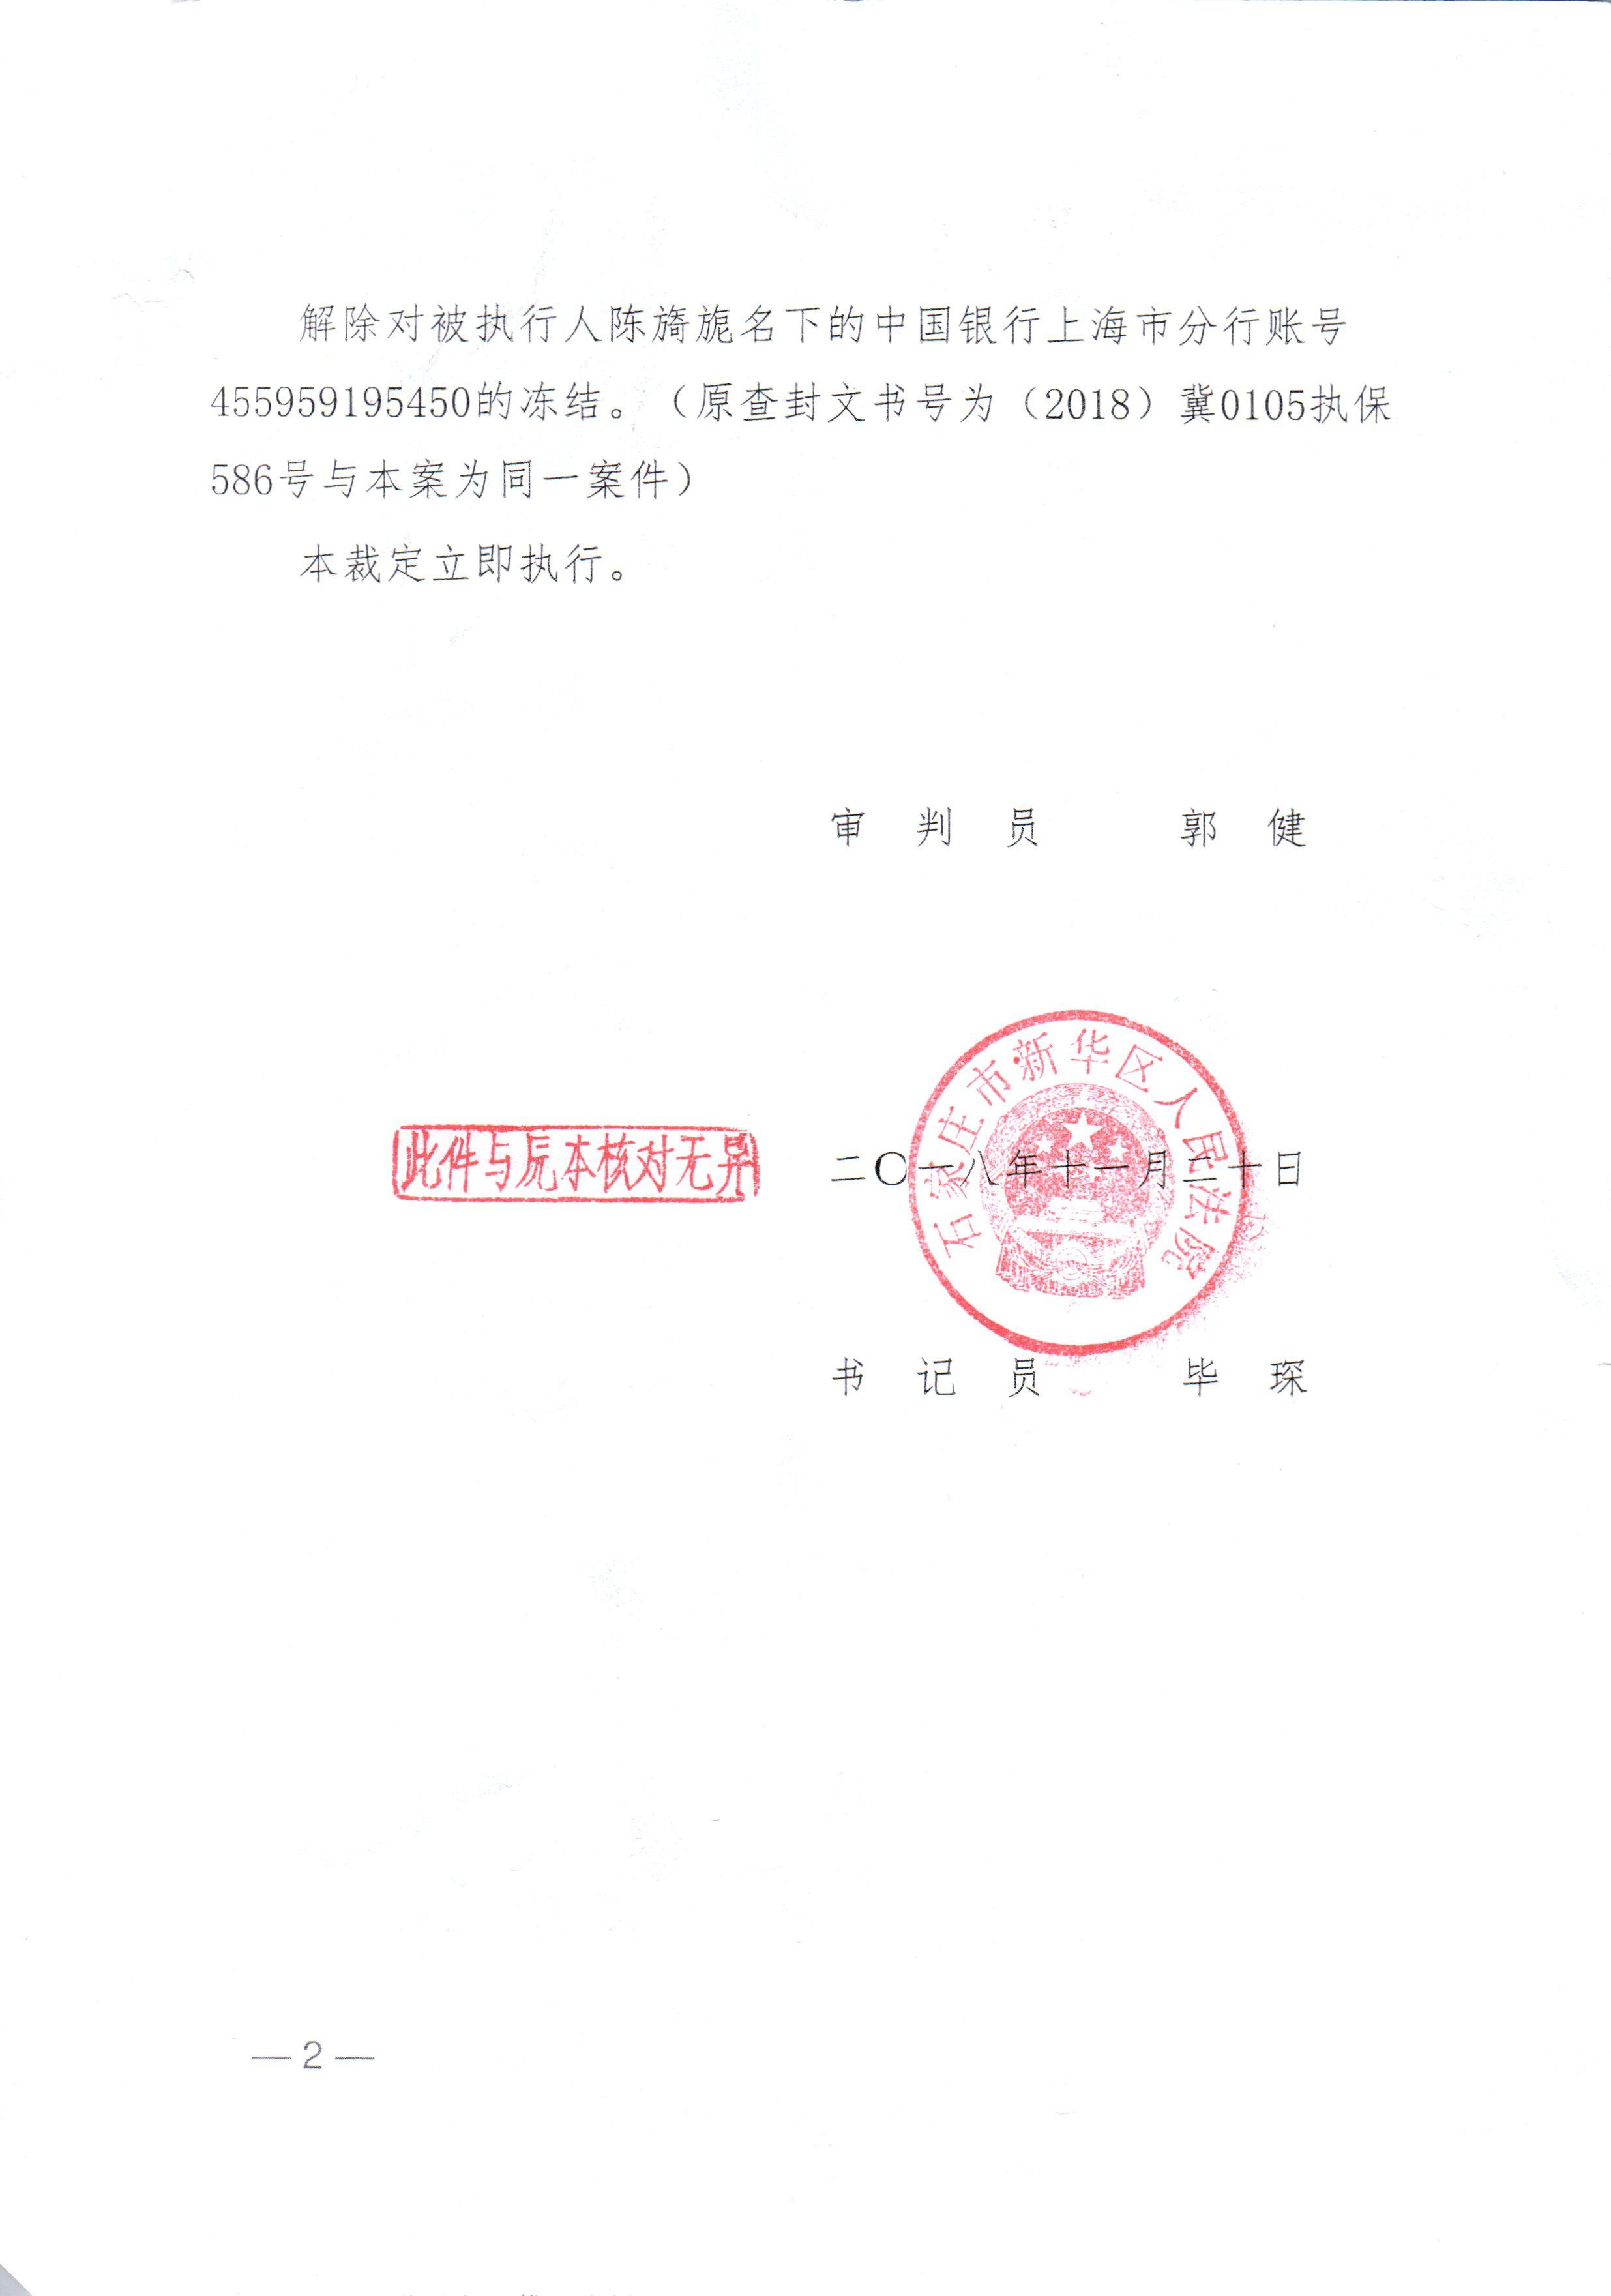 解除对被执行人陈旖旎名下的中国银行上海市分行账号
455959195450的冻结。（原查封文书号为（2018）冀0105执保
586号与本案为同一案件）
本裁定立即执行。
审判员 郭健
石家庄市新华区人民法院
此件与原本核对无异
二〇一八年十一月二十日
书记员 毕琛
—2—